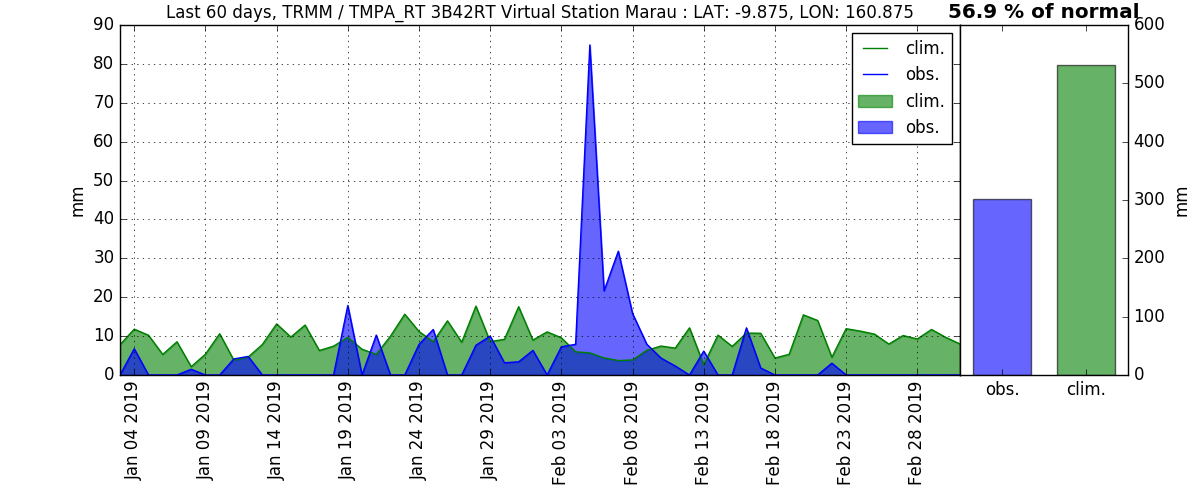 Last 60 days, TRMM / TMPA_RT 3B42RT Virtual Station Marau : LAT: -9.875, LON: 160.875
56.9 % of normal
90
80
70
60
50
40
30
20
10
0
mm
clim.
obs.
clim.
obs.
Jan 04 2019
Jan 09 2019
Jan 14 2019
Jan 19 2019
Jan 24 2019
Jan 29 2019
Feb 03 2019
Feb 08 2019
Feb 13 2019
Feb 18 2019
Feb 23 2019
Feb 28 2019
600
500
400
300
200
100
0
mm
obs.
clim.